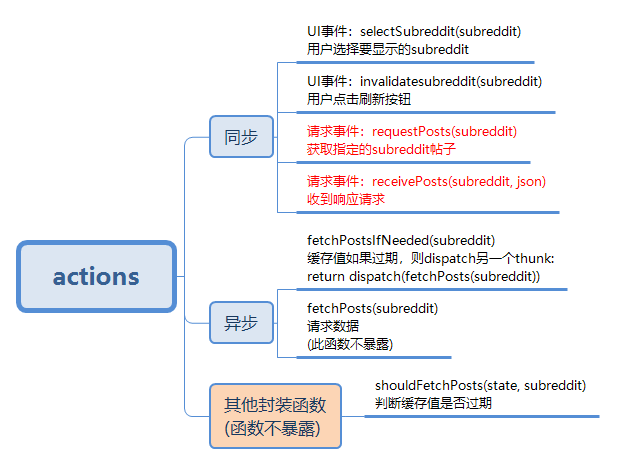 actions
同步
UI事件：selectSubreddit(subreddit)
用户选择要显示的subreddit
UI事件：invalidatesubreddit(subreddit)
用户点击刷新按钮
请求事件：requestPosts(subreddit)
获取指定的subreddit帖子
请求事件：receivePosts(subreddit, json)
收到响应请求
异步
fetchPostsIfNeeded(subreddit)
缓存值如果过期，则dispatch另一个thunk:
return dispatch(fetchPosts(subreddit))
fetchPosts(subreddit)
请求数据
(此函数不暴露)
其他封装函数
(函数不暴露)
shouldFetchPosts(state, subreddit)
判断缓存值是否过期